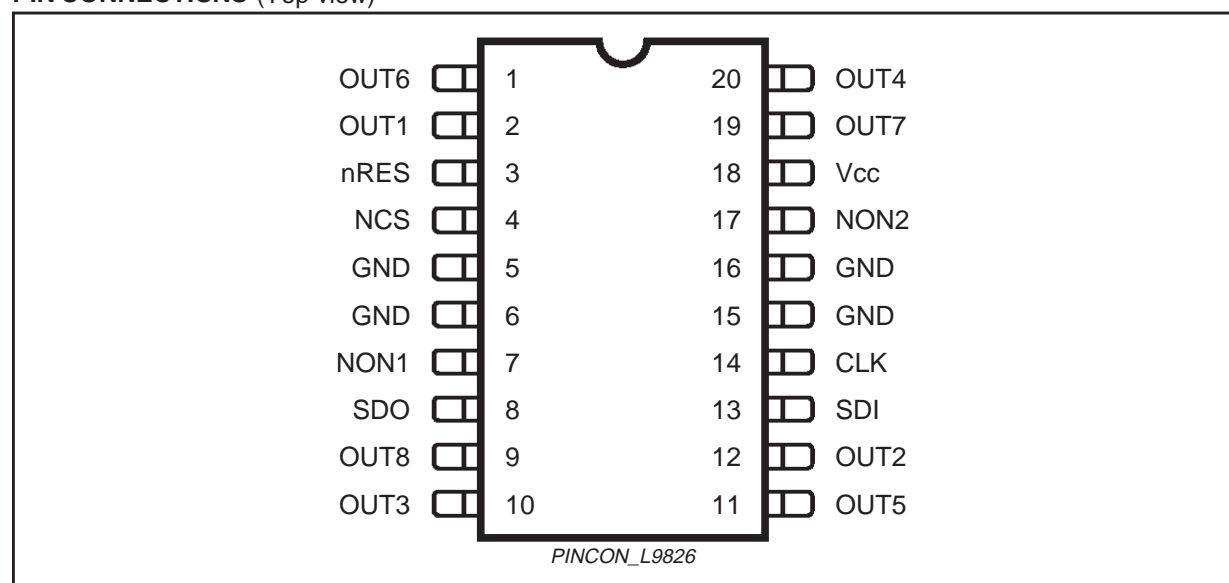 PIN CONNECTIONS (Top view)
OUT6 1 20 OUT4
OUT1 2 19 OUT7
nRES 3 18 Vcc
NCS 4 17 NON2
GND 5 16 GND
GND 6 15 GND
NON1 7 14 CLK
SDO 8 13 SDI
OUT8 9 12 OUT2
OUT3 10 11 OUT5
PINCON_L9826